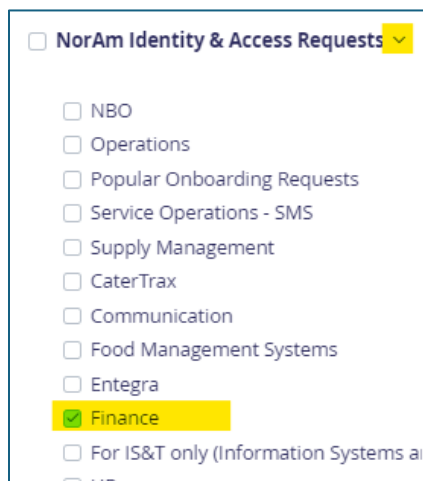 NorAm Identity & Access Requests
NBO
Operations
Popular Onboarding Requests
Service Operations - SMS
Supply Management
CaterTrax
Communication
Food Management Systems
Entegra
Finance
For IS&T only (Information Systems